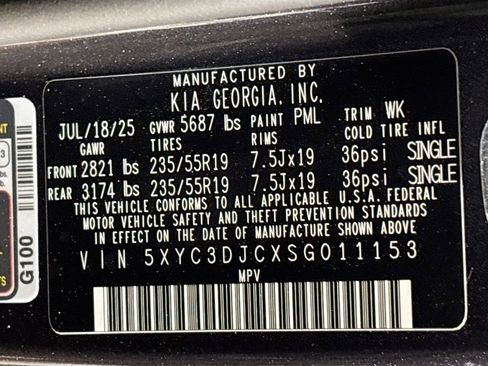 MANUFACTURED BY
KIA GEORGIA, INC.
JUL/18/25 GVWR 5687 lbs PAINT PML TRIM WK
GAWR TIRES RIMS COLD TIRE INFL
FRONT 2821 lbs 235/55R19 7.5Jx19 36psi SINGLE
REAR 3174 lbs 235/55R19 7.5Jx19 36psi SINGLE
THIS VEHICLE CONFORMS TO ALL APPLICABLE U.S.A. FEDERAL
MOTOR VEHICLE SAFETY AND THEFT PREVENTION STANDARDS
IN EFFECT ON THE DATE OF MANUFACTURE SHOWN ABOVE.
VIN 5XYC3DJCXSG011153
MPV
G100